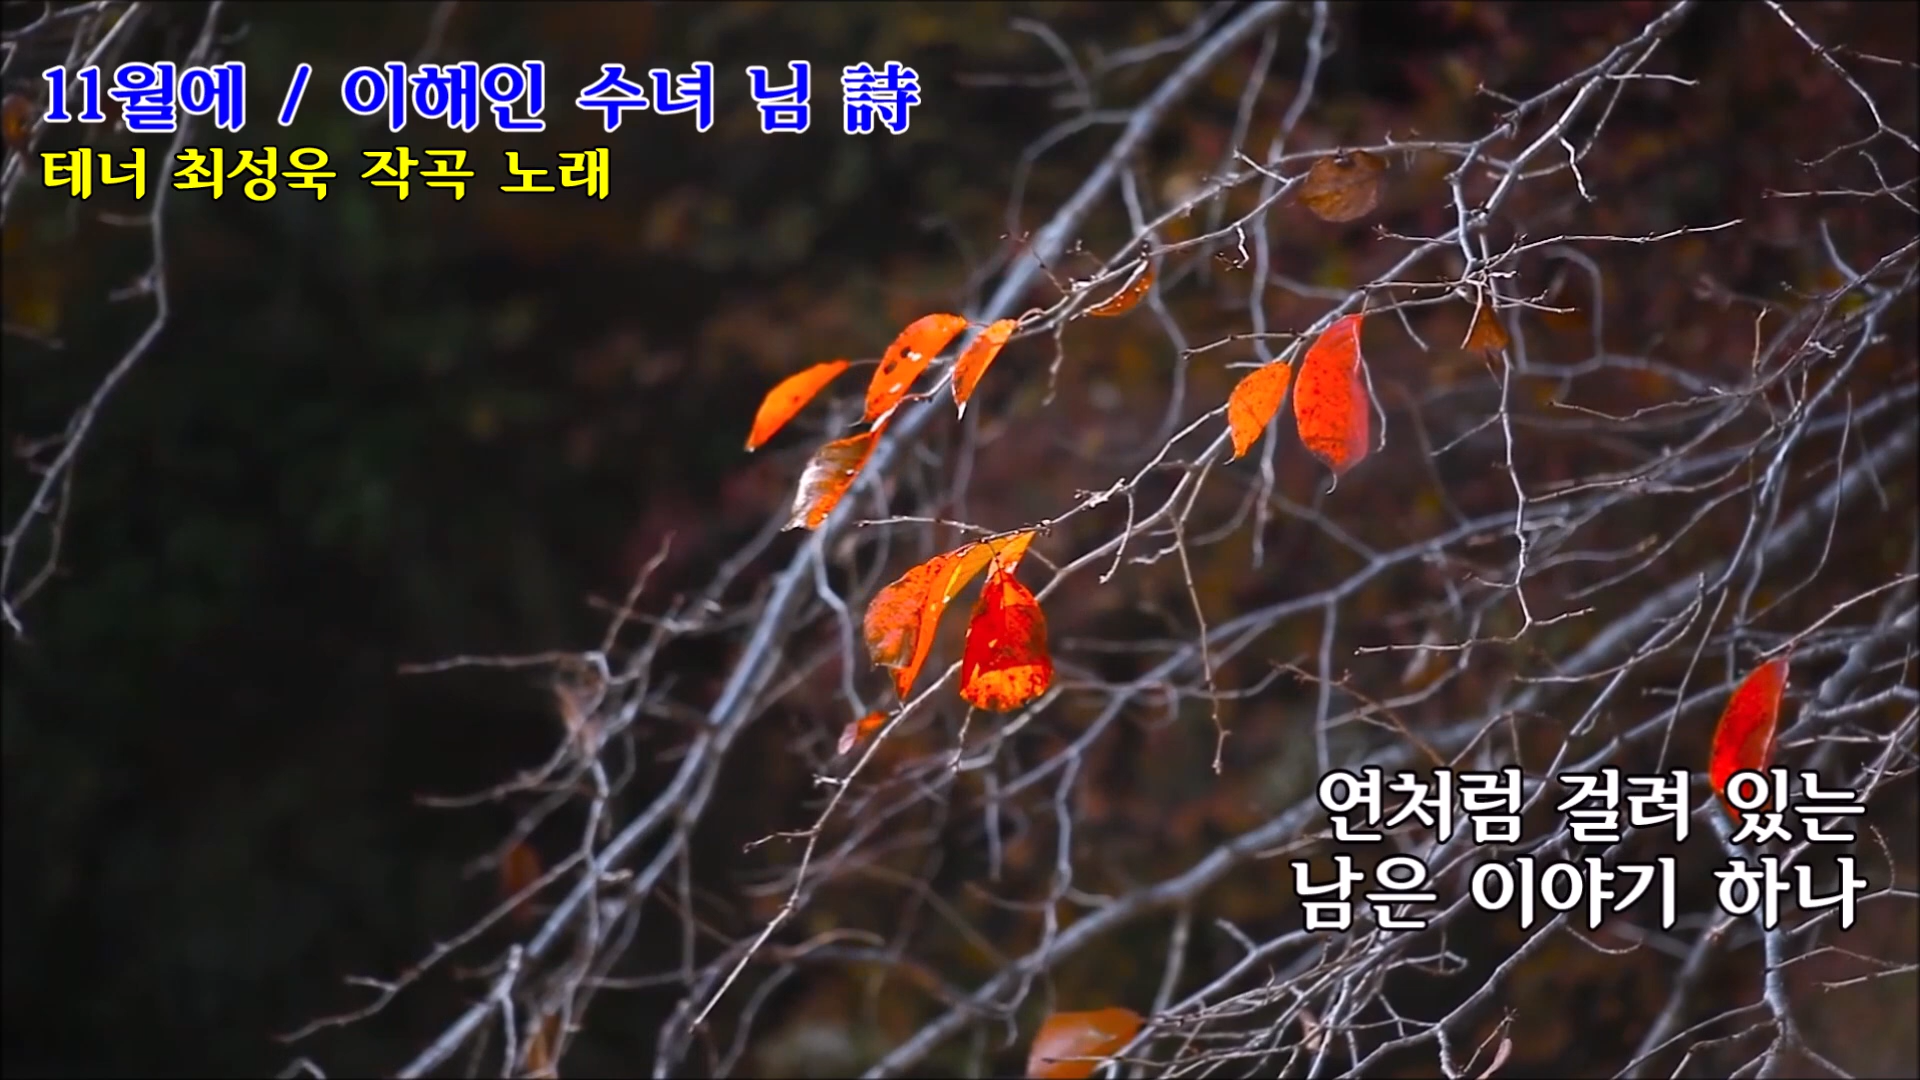 11월에 / 이해인 수녀 님 詩
테너 최성욱 작곡 노래
연처럼 걸려 있는
남은 이야기 하나